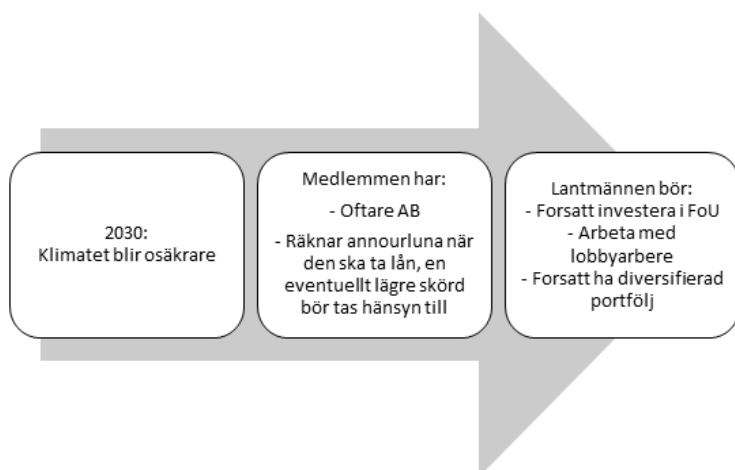 2030:
Klimatet blir osäkrare
Medlemmen har:
- Oftare AB
- Räknar annourluna när
den ska ta lån, en
eventuellt lägre skörd
bör tas hänsyn till
Lantmännen bör:
- Forsatt investera i FoU
- Arbeta med
lobbyarbere
- Forsatt ha diversifierad
portfölj